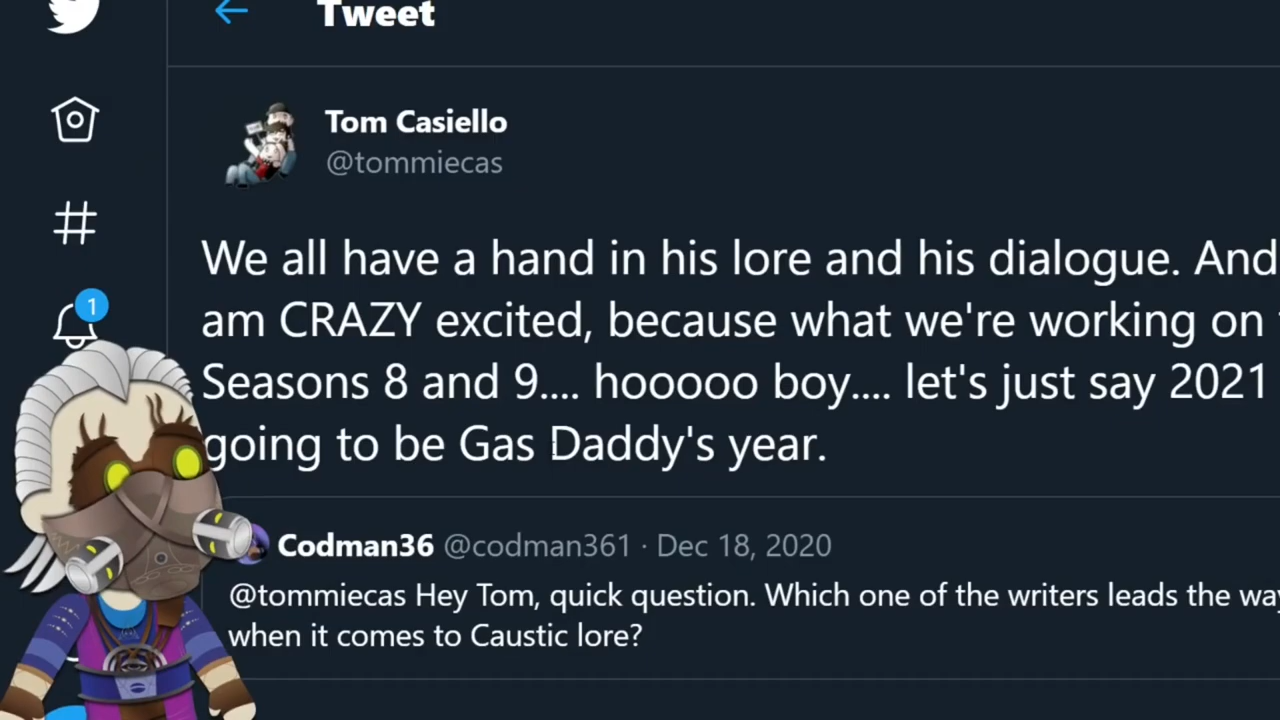 Tweet
Tom Casiello
@tommiecas
1
We all have a hand in his lore and his dialogue. And
am CRAZY excited, because what we're working on
Seasons 8 and 9.... hooooo boy.... let's just say 2021
going to be Gas Daddy's year.
Codman36 @codman361 · Dec 18, 2020
@tommiecas Hey Tom, quick question. Which one of the writers leads the way
when it comes to Caustic lore?